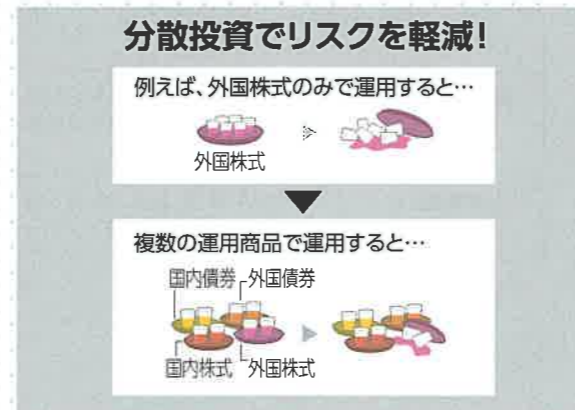 分散投資でリスクを軽減!
例えば、外国株式のみで運用すると…
外国株式
複数の運用商品で運用すると…
国内債券 外国債券
国内株式 外国株式